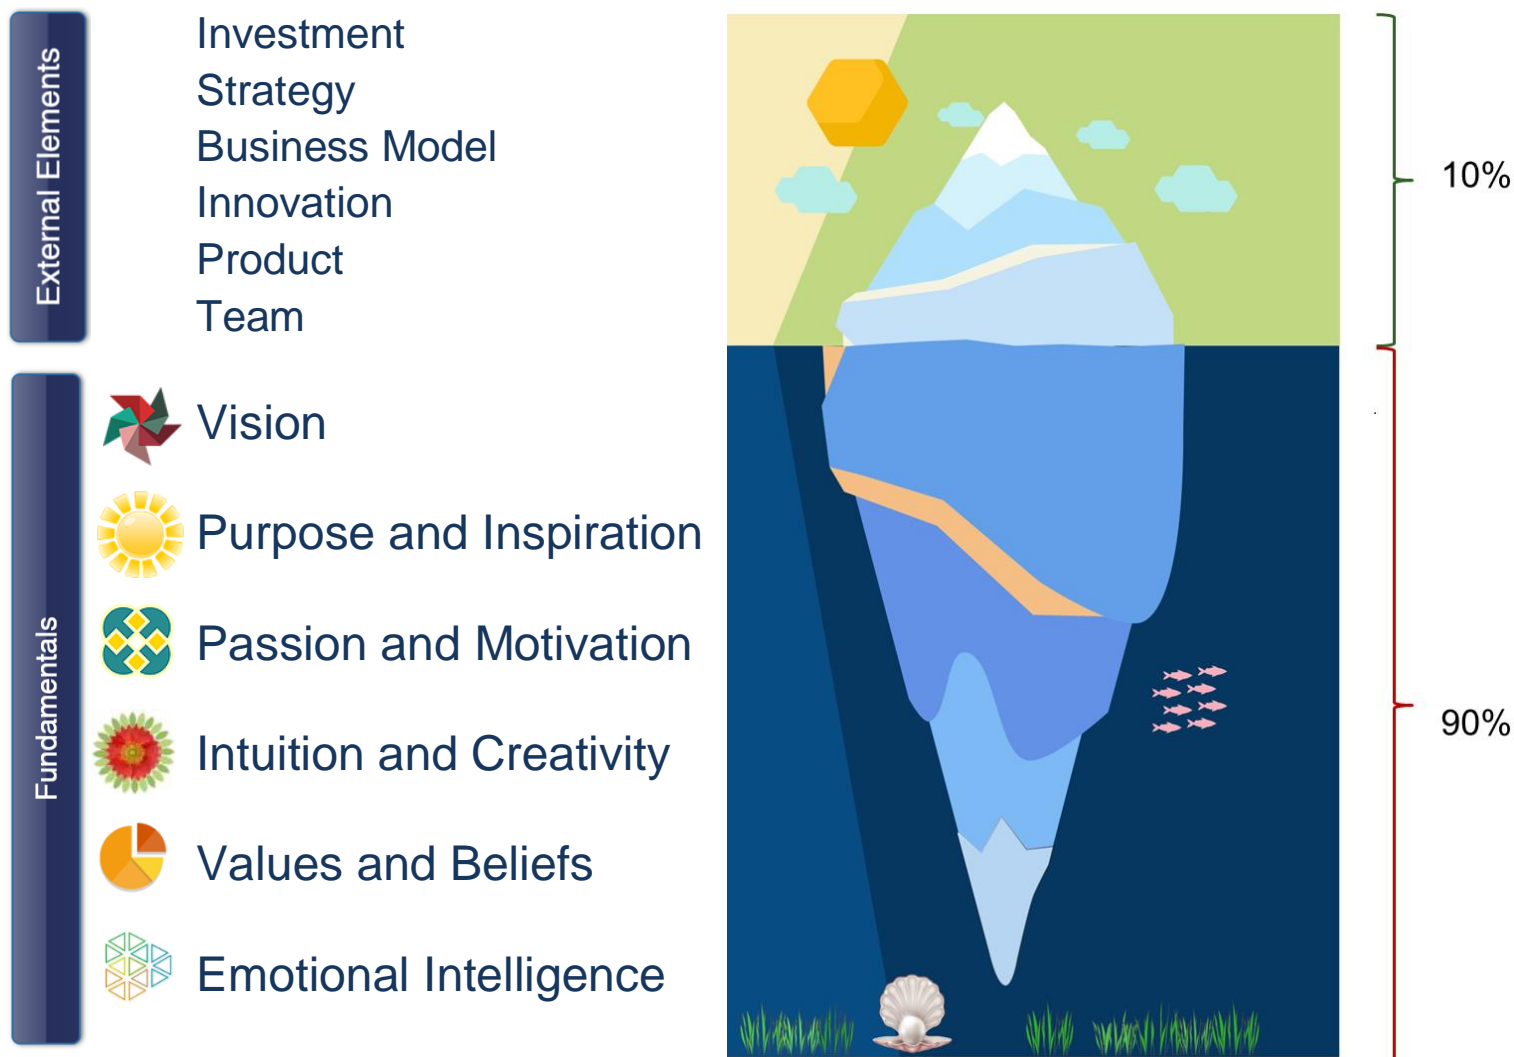 External Elements
Investment
Strategy
Business Model
Innovation
Product
Team
10%
Fundamentals
Vision
Purpose and Inspiration
Passion and Motivation
Intuition and Creativity
Values and Beliefs
Emotional Intelligence
90%